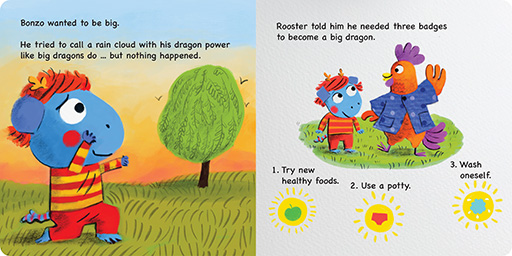 Bonzo wanted to be big.
He tried to call a rain cloud with his dragon power
like big dragons do ... but nothing happened.
Rooster told him he needed three badges
to become a big dragon.
1. Try new
healthy foods.
2. Use a potty.
3. Wash
oneself.